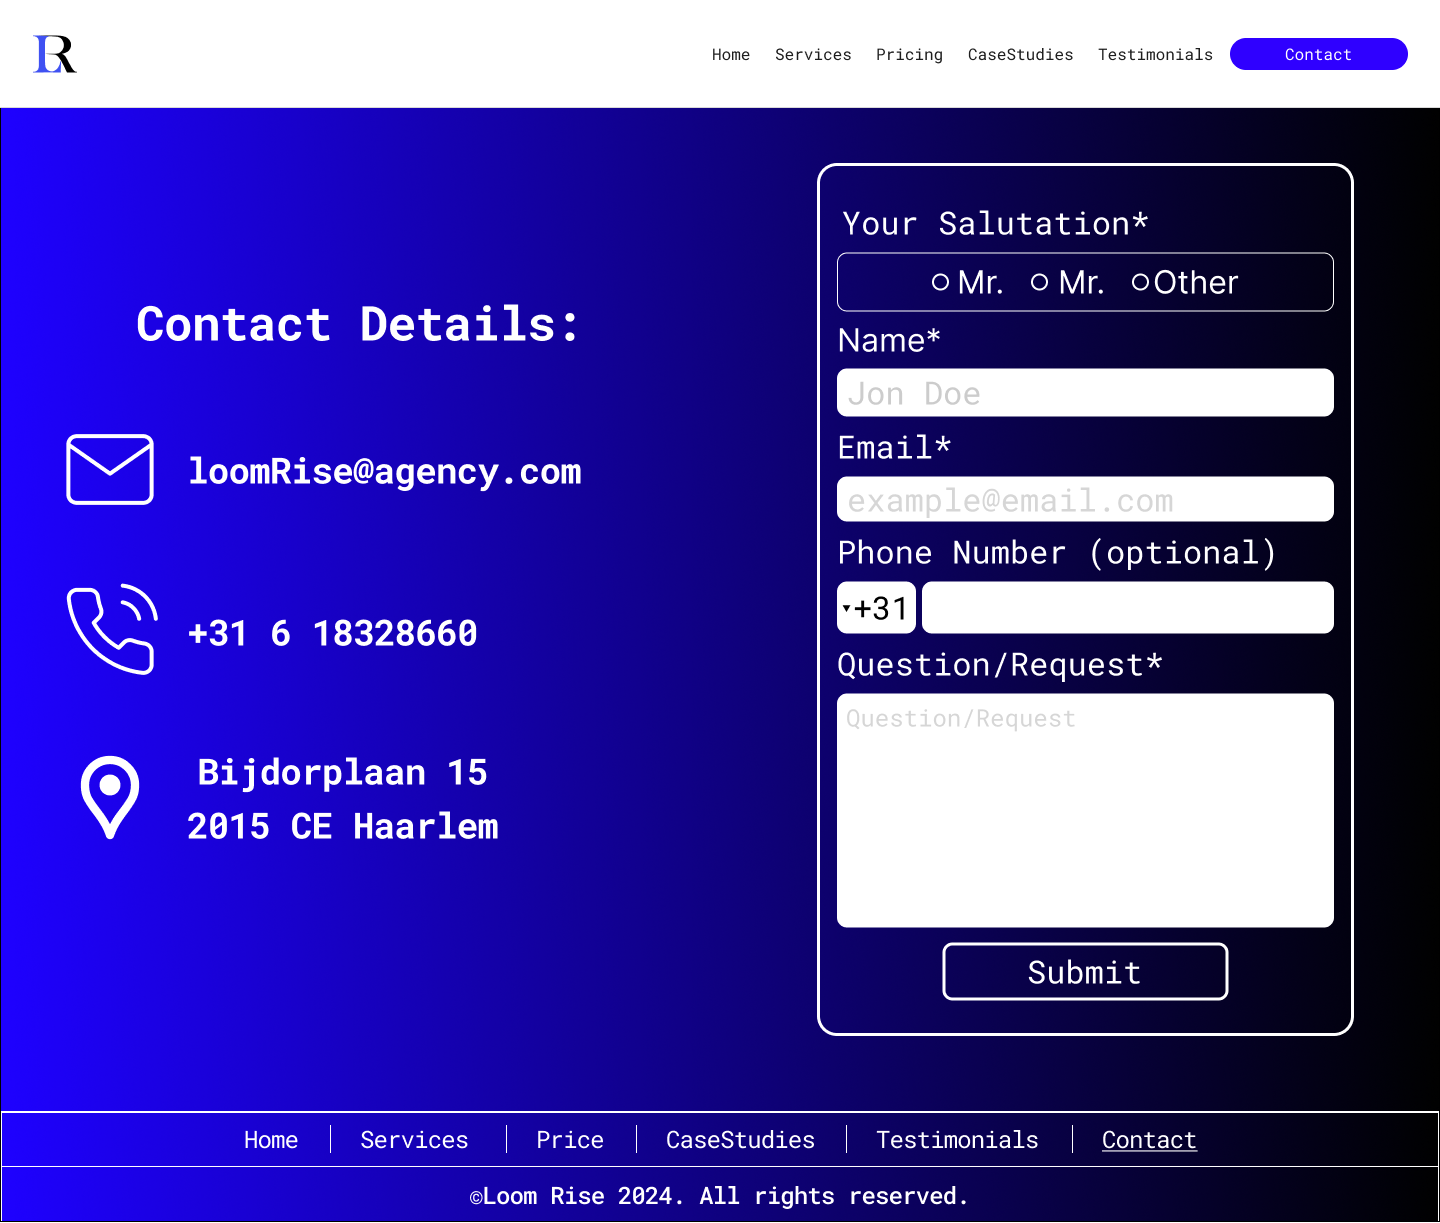 LR
Home Services Pricing CaseStudies Testimonials Contact
Contact Details:
loomRise@agency.com
+31 6 18328660
Bijdorplaan 15
2015 CE Haarlem
Your Salutation*
Mr. Mr. Other
Name*
Jon Doe
Email*
example@email.com
Phone Number (optional)
+31
Question/Request*
Question/Request
Submit
Home Services Price CaseStudies Testimonials Contact
©Loom Rise 2024. All rights reserved.